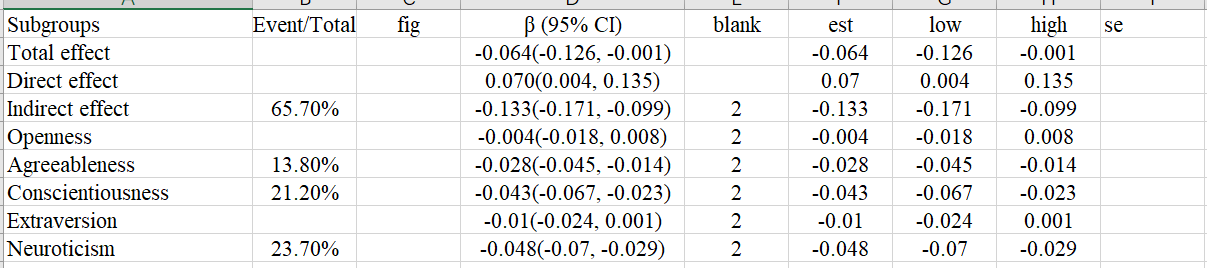 Subgroups Event/Total fig β (95% CI) blank est low high se
Total effect -0.064(-0.126, -0.001) -0.064 -0.126 -0.001
Direct effect 0.070(0.004, 0.135) 0.07 0.004 0.135
Indirect effect 65.70% -0.133(-0.171, -0.099) 2 -0.133 -0.171 -0.099
Openness -0.004(-0.018, 0.008) 2 -0.004 -0.018 0.008
Agreeableness 13.80% -0.028(-0.045, -0.014) 2 -0.028 -0.045 -0.014
Conscientiousness 21.20% -0.043(-0.067, -0.023) 2 -0.043 -0.067 -0.023
Extraversion -0.01(-0.024, 0.001) 2 -0.01 -0.024 0.001
Neuroticism 23.70% -0.048(-0.07, -0.029) 2 -0.048 -0.07 -0.029